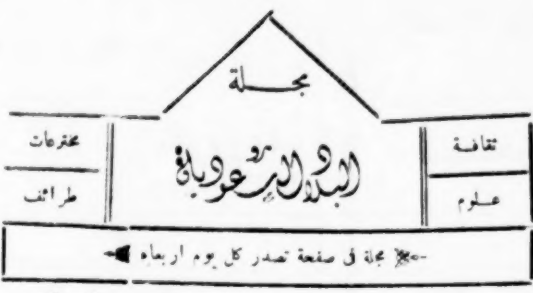 مجلة
ثقافة
البلاد السعودية
مخترعات
علوم
طرائف
مجلة في صفحة تصدر كل يوم اربعاء